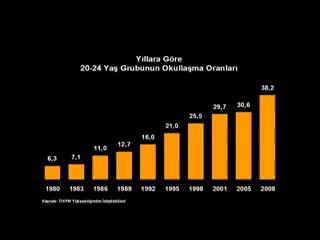 Yıllara Göre
20-24 Yaş Grubunun Okullaşma Oranları
6,3 7,1 11,0 12,7 16,0 21,0 25,5 29,7 30,6 38,2
1980 1983 1986 1989 1992 1995 1998 2001 2005 2008
Kaynak: ÖSYM Yükseköğretim İstatistikleri